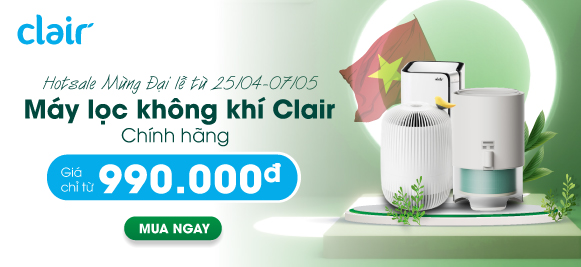 clair
Hotsale Mừng Đại lễ từ 25/04-07/05
Máy lọc không khí Clair
Chính hãng
Giá
chỉ từ
990.000đ
MUA NGAY